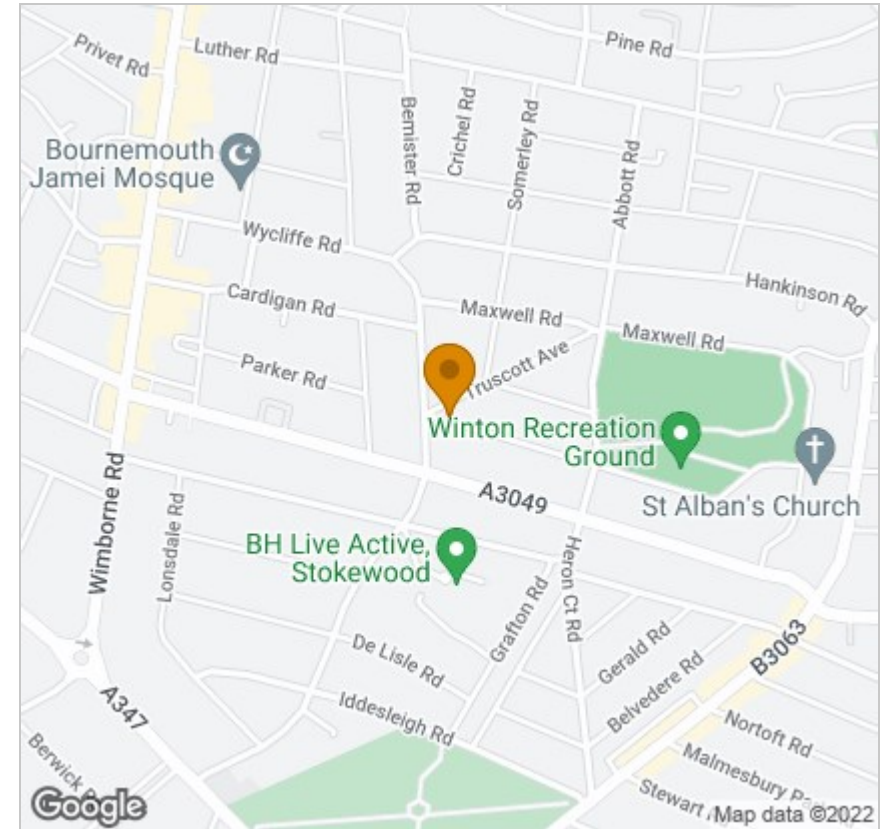 Privet Rd
Luther Rd
Pine Rd
Bemister Rd
Crichel Rd
Somerley Rd
Abbott Rd
Bournemouth
Jamei Mosque
Wycliffe Rd
Hankinson Rd
Cardigan Rd
Maxwell Rd
Maxwell Rd
Parker Rd
Truscott Ave
Winton Recreation
Ground
St Alban's Church
A3049
Wimborne Rd
Lonsdale Rd
BH Live Active,
Stokewood
Heron Ct Rd
Grafton Rd
Gerald Rd
Belvedere Rd
B3063
De Lisle Rd
Iddesleigh Rd
A347
Nortoft Rd
Malmesbury
Berwick
Stewart
Google
Map data ©2022